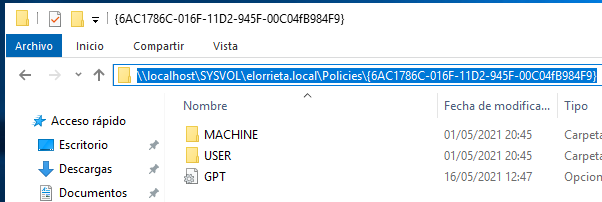 {6AC1786C-016F-11D2-945F-00C04fB984F9}
Archivo Inicio Compartir Vista
\\localhost\SYSVOL\elorrieta.local\Policies\{6AC1786C-016F-11D2-945F-00C04fB984F9}
Nombre Fecha de modifica... Tipo
Acceso rápido
MACHINE 01/05/2021 20:45 Carpeta
Escritorio
USER 01/05/2021 20:45 Carpeta
Descargas
GPT 16/05/2021 12:47 Opcion
Documentos